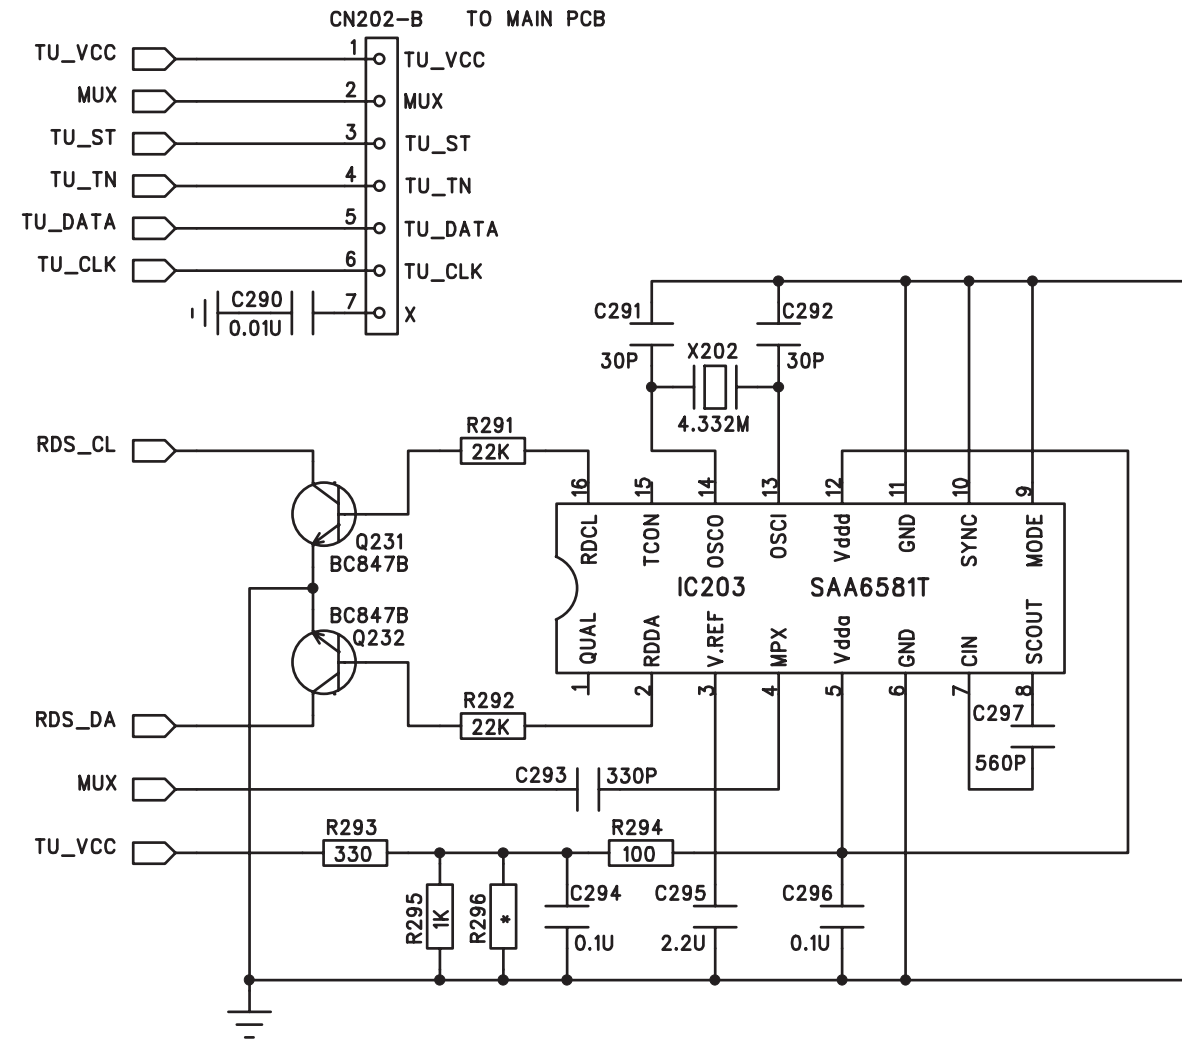 CN202-B TO MAIN PCB
TU_VCC 1 TU_VCC
MUX 2 MUX
TU_ST 3 TU_ST
TU_TN 4 TU_TN
TU_DATA 5 TU_DATA
TU_CLK 6 TU_CLK
C290 7 X
0.01U
C291 C292
30P X202 30P
4.332M
RDS_CL R291
22K
16 15 14 13 12 11 10 9
RDCL TCON OSCO OSCI Vddd GND SYNC MODE
Q231
BC847B
IC203 SAA6581T
BC847B
Q232
QUAL RDDA V.REF MPX Vdda GND CIN SCOUT
1 2 3 4 5 6 7 8
RDS_DA R292
22K
C297
560P
MUX C293 330P
TU_VCC R293 R294
330 100
R295 1K R296 * C294 C295 C296
0.1U 2.2U 0.1U